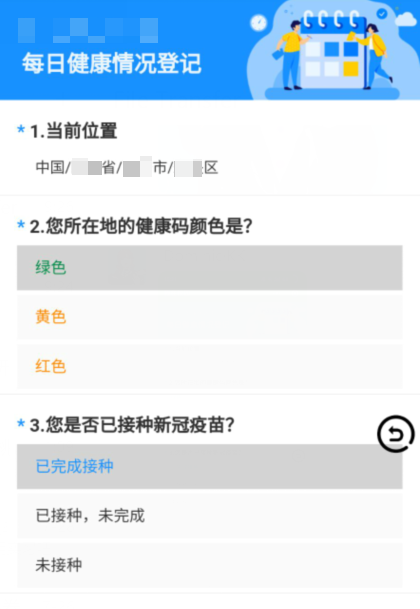 每日健康情况登记
* 1.当前位置
中国/省/市/区
* 2.您所在地的健康码颜色是?
绿色
黄色
红色
* 3.您是否已接种新冠疫苗?
已完成接种
已接种，未完成
未接种